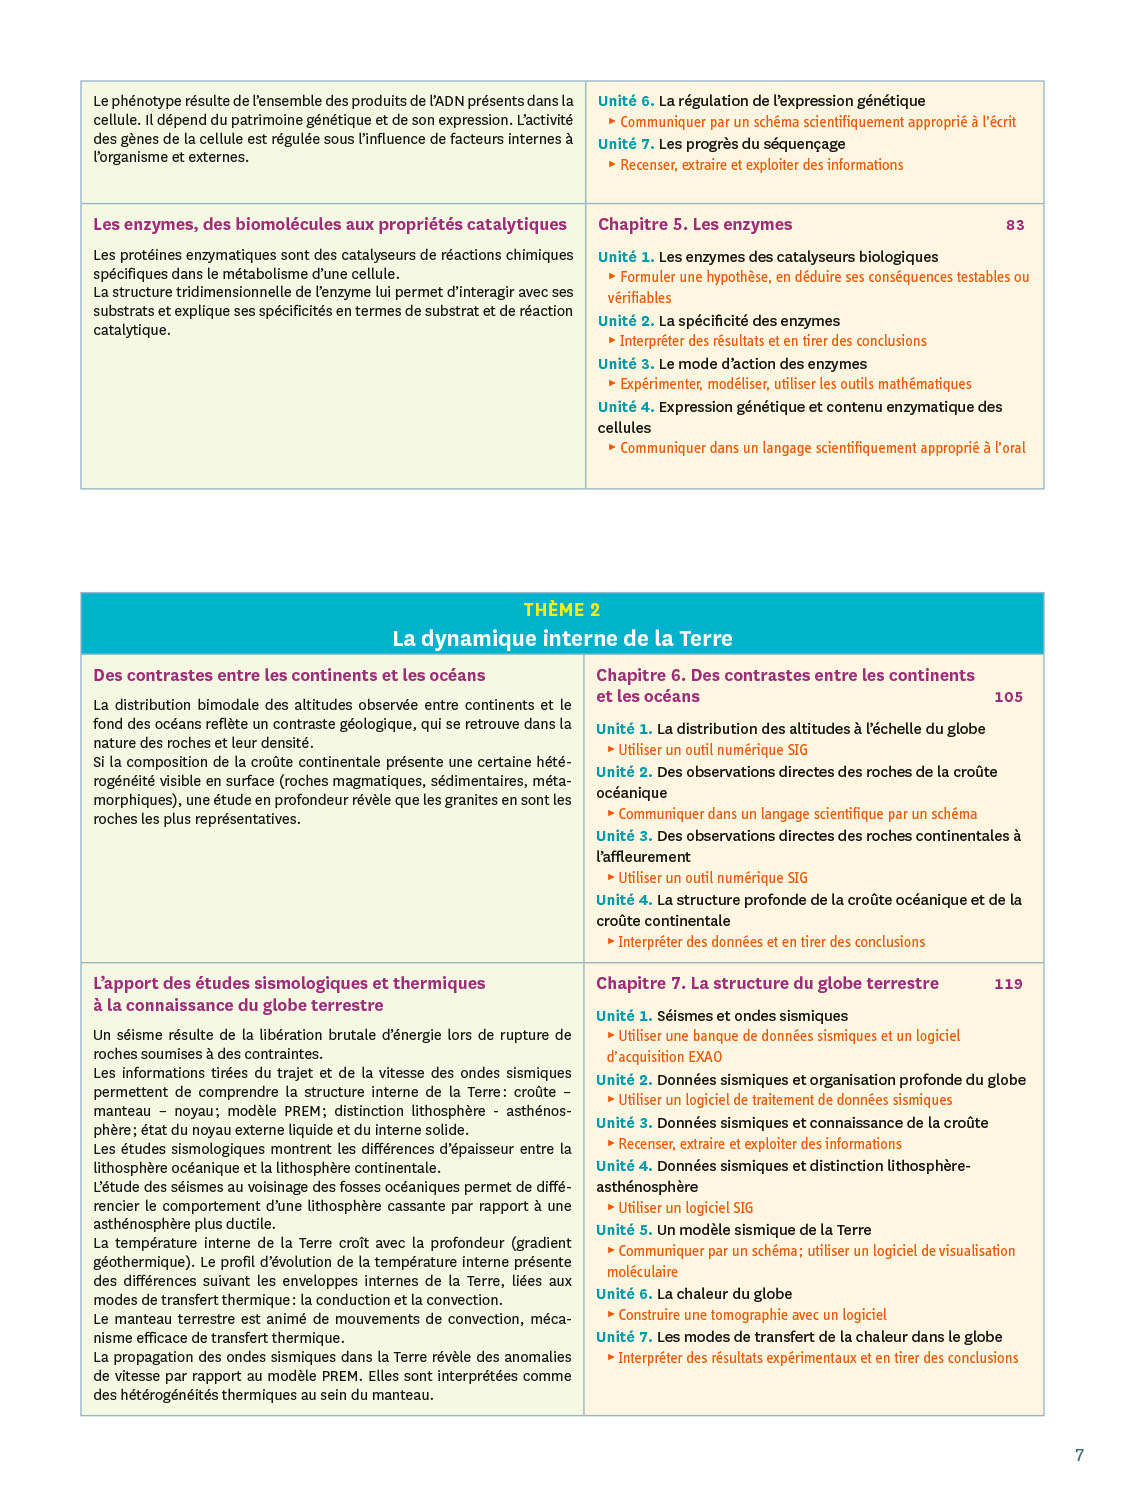 Le phénotype résulte de l'ensemble des produits de l'ADN présents dans la
cellule. Il dépend du patrimoine génétique et de son expression. L'activité
des gènes de la cellule est régulée sous l'influence de facteurs internes à
l'organisme et externes.
Unité 6. La régulation de l'expression génétique
▸ Communiquer par un schéma scientifiquement approprié à l'écrit
Unité 7. Les progrès du séquençage
▸ Recenser, extraire et exploiter des informations
Les enzymes, des biomolécules aux propriétés catalytiques
Les protéines enzymatiques sont des catalyseurs de réactions chimiques
spécifiques dans le métabolisme d'une cellule.
La structure tridimensionnelle de l'enzyme lui permet d'interagir avec ses
substrats et explique ses spécificités en termes de substrat et de réaction
catalytique.
Chapitre 5. Les enzymes 83
Unité 1. Les enzymes des catalyseurs biologiques
▸ Formuler une hypothèse, en déduire ses conséquences testables ou
vérifiables
Unité 2. La spécificité des enzymes
▸ Interpréter des résultats et en tirer des conclusions
Unité 3. Le mode d'action des enzymes
▸ Expérimenter, modéliser, utiliser les outils mathématiques
Unité 4. Expression génétique et contenu enzymatique des
cellules
▸ Communiquer dans un langage scientifiquement approprié à l'oral
THÈME 2
La dynamique interne de la Terre
Des contrastes entre les continents et les océans
La distribution bimodale des altitudes observée entre continents et le
fond des océans reflète un contraste géologique, qui se retrouve dans la
nature des roches et leur densité.
Si la composition de la croûte continentale présente une certaine hété-
rogénéité visible en surface (roches magmatiques, sédimentaires, méta-
morphiques), une étude en profondeur révèle que les granites en sont les
roches les plus représentatives.
Chapitre 6. Des contrastes entre les continents
et les océans 105
Unité 1. La distribution des altitudes à l'échelle du globe
▸ Utiliser un outil numérique SIG
Unité 2. Des observations directes des roches de la croûte
océanique
▸ Communiquer dans un langage scientifique par un schéma
Unité 3. Des observations directes des roches continentales à
l'affleurement
▸ Utiliser un outil numérique SIG
Unité 4. La structure profonde de la croûte océanique et de la
croûte continentale
▸ Interpréter des données et en tirer des conclusions
L'apport des études sismologiques et thermiques
à la connaissance du globe terrestre
Un séisme résulte de la libération brutale d'énergie lors de rupture de
roches soumises à des contraintes.
Les informations tirées du trajet et de la vitesse des ondes sismiques
permettent de comprendre la structure interne de la Terre : croûte –
manteau – noyau ; modèle PREM ; distinction lithosphère - asthénos-
phère ; état du noyau externe liquide et du interne solide.
Les études sismologiques montrent les différences d'épaisseur entre la
lithosphère océanique et la lithosphère continentale.
L'étude des séismes au voisinage des fosses océaniques permet de diffé-
rencier le comportement d'une lithosphère cassante par rapport à une
asthénosphère plus ductile.
La température interne de la Terre croît avec la profondeur (gradient
géothermique). Le profil d'évolution de la température interne présente
des différences suivant les enveloppes internes de la Terre, liées aux
modes de transfert thermique : la conduction et la convection.
Le manteau terrestre est animé de mouvements de convection, méca-
nisme efficace de transfert thermique.
La propagation des ondes sismiques dans la Terre révèle des anomalies
de vitesse par rapport au modèle PREM. Elles sont interprétées comme
des hétérogénéités thermiques au sein du manteau.
Chapitre 7. La structure du globe terrestre 119
Unité 1. Séismes et ondes sismiques
▸ Utiliser une banque de données sismiques et un logiciel
d'acquisition EXAO
Unité 2. Données sismiques et organisation profonde du globe
▸ Utiliser un logiciel de traitement de données sismiques
Unité 3. Données sismiques et connaissance de la croûte
▸ Recenser, extraire et exploiter des informations
Unité 4. Données sismiques et distinction lithosphère-
asthénosphère
▸ Utiliser un logiciel SIG
Unité 5. Un modèle sismique de la Terre
▸ Communiquer par un schéma ; utiliser un logiciel de visualisation
moléculaire
Unité 6. La chaleur du globe
▸ Construire une tomographie avec un logiciel
Unité 7. Les modes de transfert de la chaleur dans le globe
▸ Interpréter des résultats expérimentaux et en tirer des conclusions
7